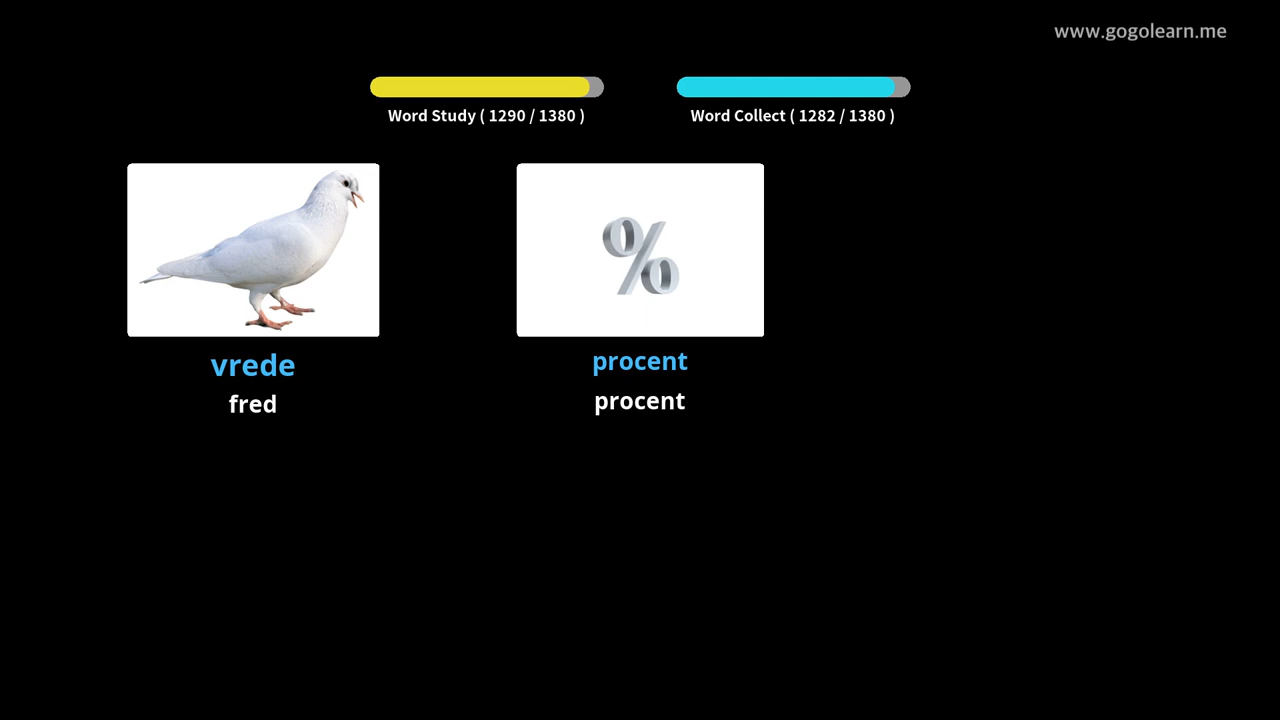 www.gogolearn.me
Word Study ( 1290 / 1380 )
Word Collect ( 1282 / 1380 )
%
vrede
fred
procent
procent